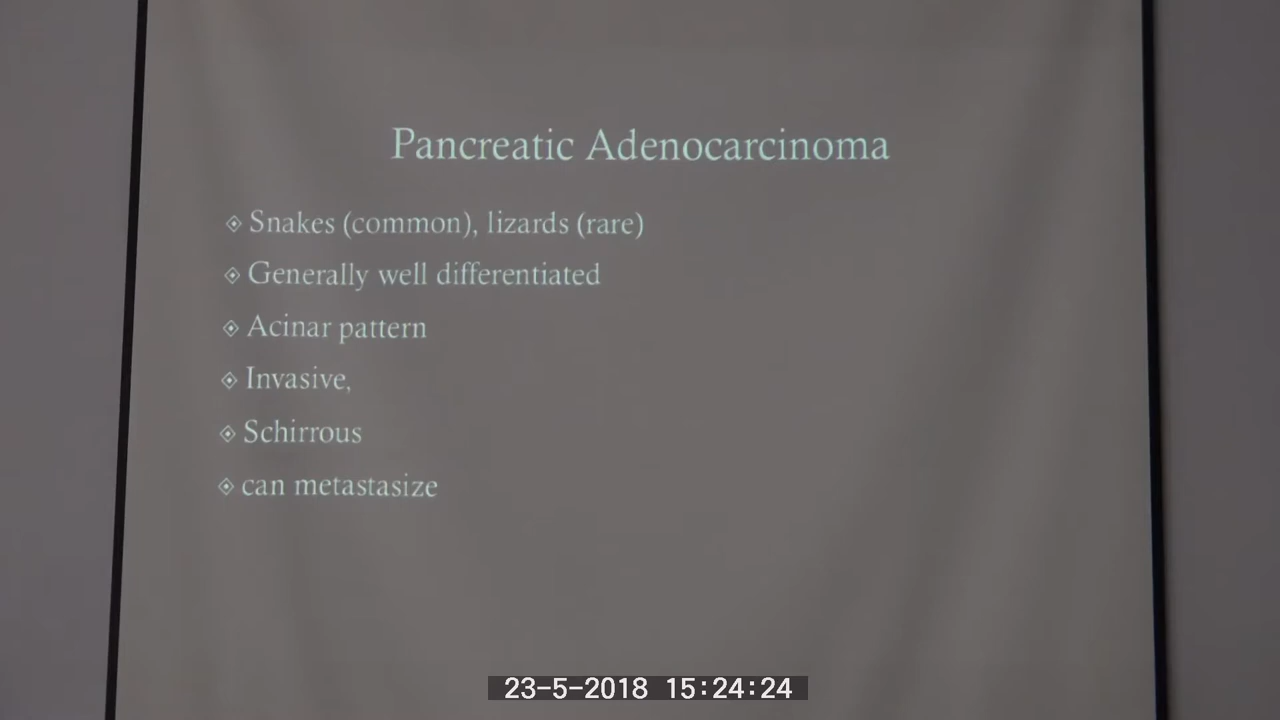 Pancreatic Adenocarcinoma
Snakes (common), lizards (rare)
Generally well differentiated
Acinar pattern
Invasive,
Schirrous
can metastasize
23-5-2018 15:24:24